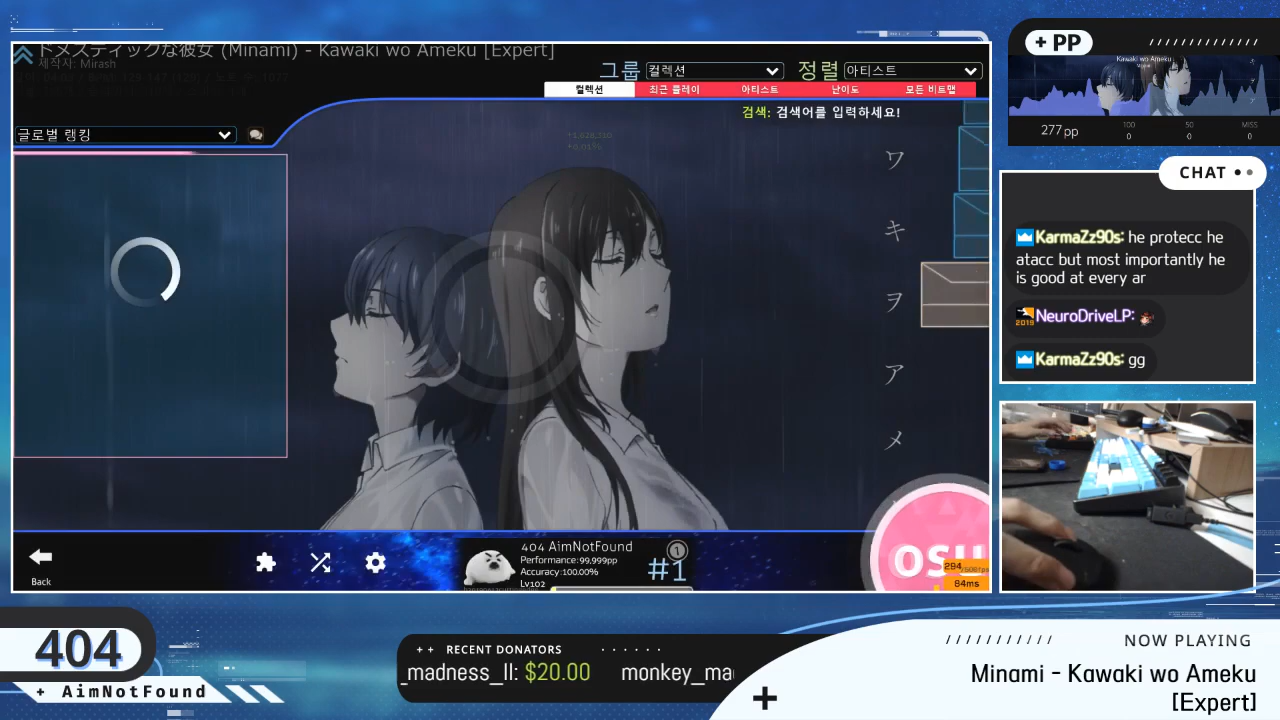 ドメスティックな彼女 (Minami) - Kawaki wo Ameku [Expert]
제작자: Mirash
그룹 컬렉션
정렬 아티스트
컬렉션 최근 플레이 아티스트 난이도 모든 비트맵
검색: 검색어를 입력하세요!
글로벌 랭킹
ワ
キ
ヲ
ア
メ
Back
404 AimNotFound
Performance:99,999pp
Accuracy:100.00%
Lv102
#1
1
osu
84ms
+ PP
Kawaki wo Ameku
277pp
100 50 MISS
0 0 0
CHAT
KarmaZz90s: he protecc he
atacc but most importantly he
is good at every ar
2019 NeuroDriveLP:
KarmaZz90s: gg
404
+ AimNotFound
++ RECENT DONATORS
_madness_ll: $20.00 monkey_ma
NOW PLAYING
Minami - Kawaki wo Ameku
[Expert]